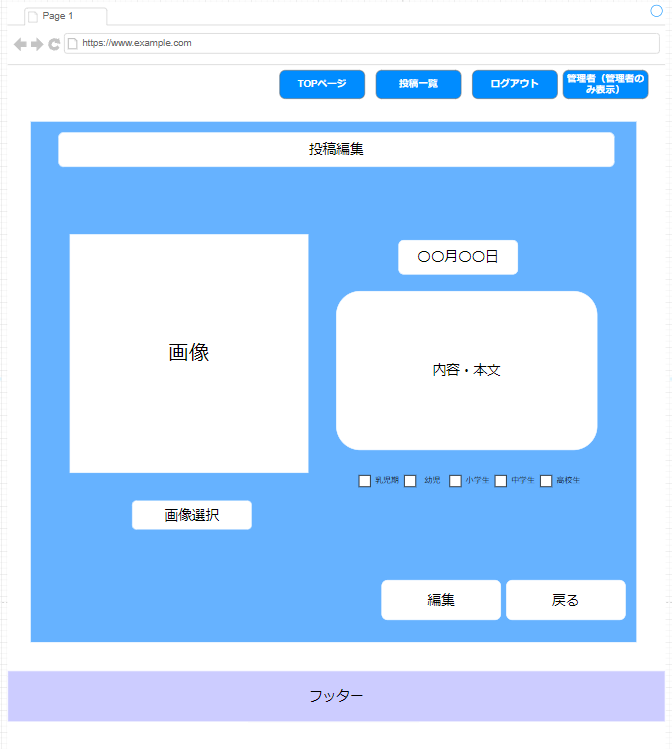 Page 1
https://www.example.com
TOPページ
投稿一覧
ログアウト
管理者（管理者の
み表示）
投稿編集
〇〇月〇〇日
画像
内容・本文
乳児期
幼児
小学生
中学生
高校生
画像選択
編集
戻る
フッター